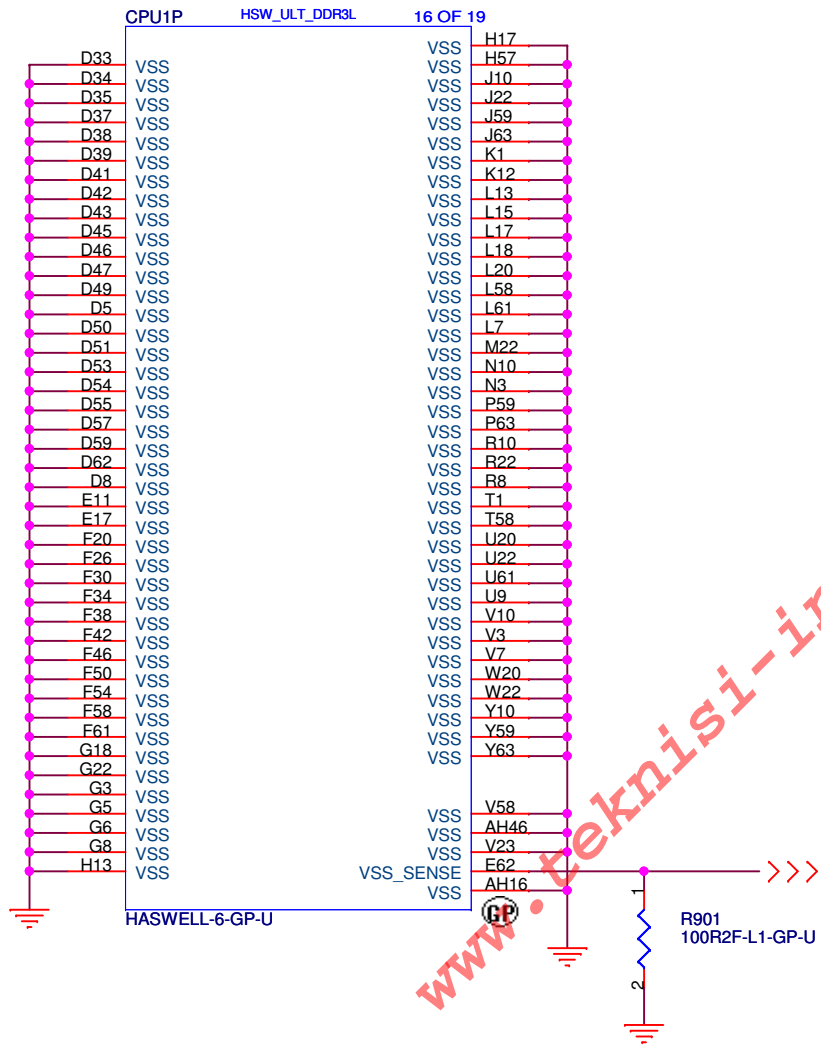 CPU1P HSW_ULT_DDR3L 16 OF 19
VSS H17
D33 VSS VSS H57
D34 VSS VSS J10
D35 VSS VSS J22
D37 VSS VSS J59
D38 VSS VSS J63
D39 VSS VSS K1
D41 VSS VSS K12
D42 VSS VSS L13
D43 VSS VSS L15
D45 VSS VSS L17
D46 VSS VSS L18
D47 VSS VSS L20
D49 VSS VSS L58
D5 VSS VSS L61
D50 VSS VSS L7
D51 VSS VSS M22
D53 VSS VSS N10
D54 VSS VSS N3
D55 VSS VSS P59
D57 VSS VSS P63
D59 VSS VSS R10
D62 VSS VSS R22
D8 VSS VSS R8
E11 VSS VSS T1
E17 VSS VSS T58
F20 VSS VSS U20
F26 VSS VSS U22
F30 VSS VSS U61
F34 VSS VSS U9
F38 VSS VSS V10
F42 VSS VSS V3
F46 VSS VSS V7
F50 VSS VSS W20
F54 VSS VSS W22
F58 VSS VSS Y10
F61 VSS VSS Y59
G18 VSS VSS Y63
G22 VSS
G3 VSS
G5 VSS VSS V58
G6 VSS VSS AH46
G8 VSS VSS V23
H13 VSS VSS_SENSE E62
VSS AH16
HASWELL-6-GP-U
GP
1
R901
100R2F-L1-GP-U
2
www.teknisi-in